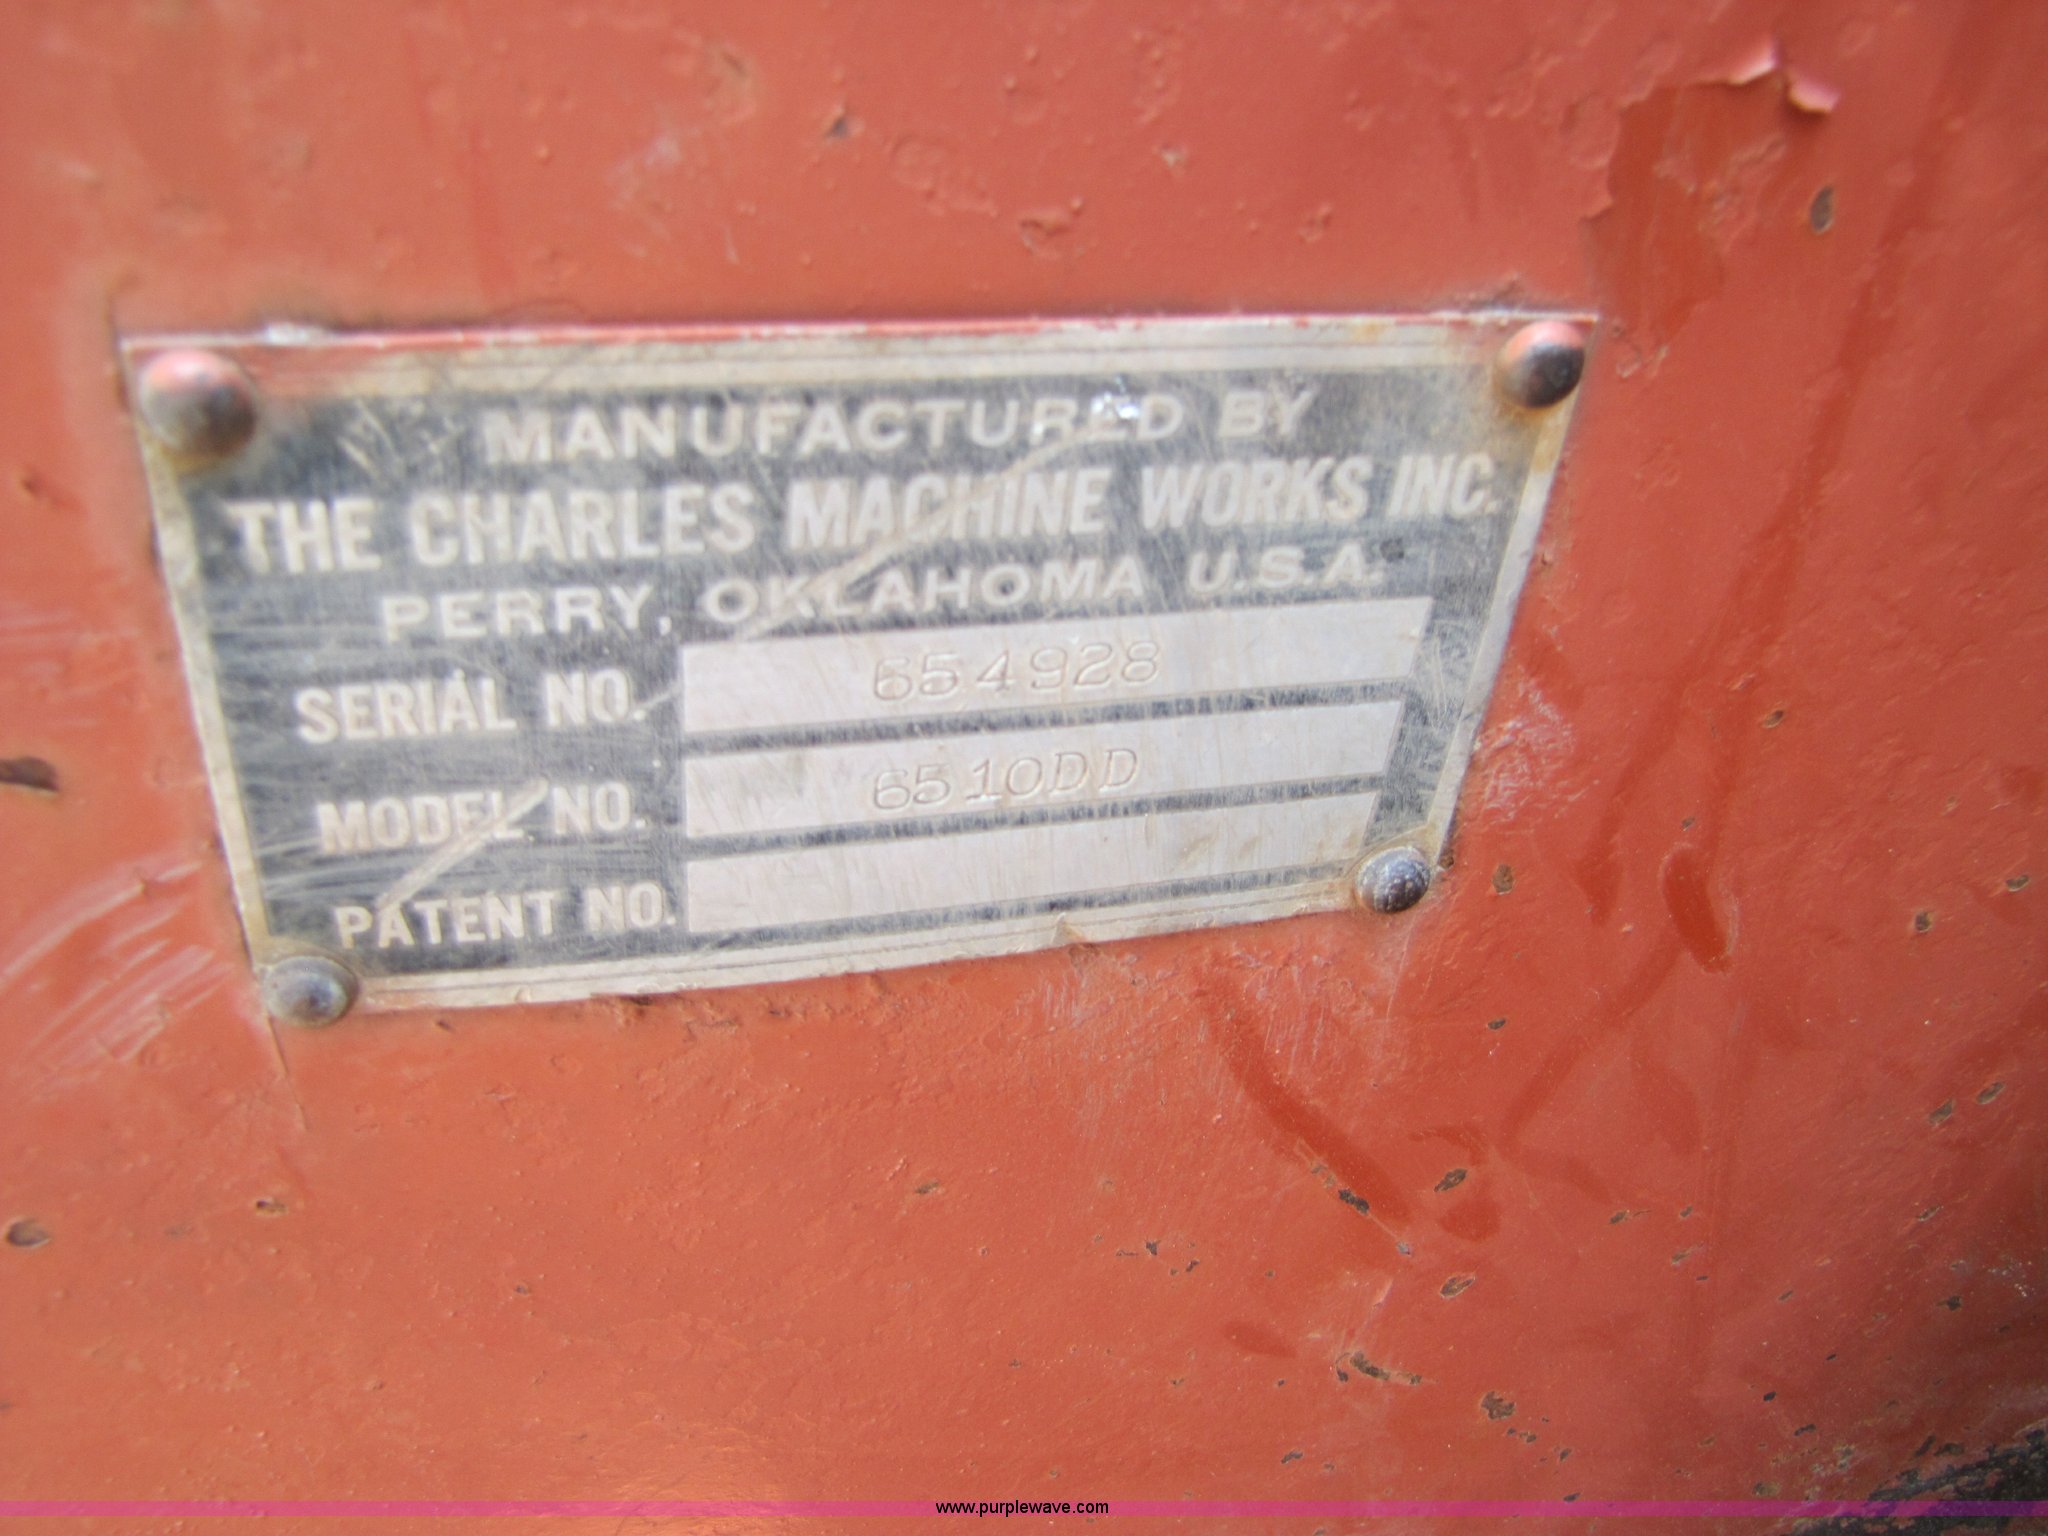 MANUFACTURED BY
THE CHARLES MACHINE WORKS INC.
PERRY, OKLAHOMA U.S.A.
SERIAL NO. 654928
MODEL NO. 6510DD
PATENT NO.
www.purplewave.com